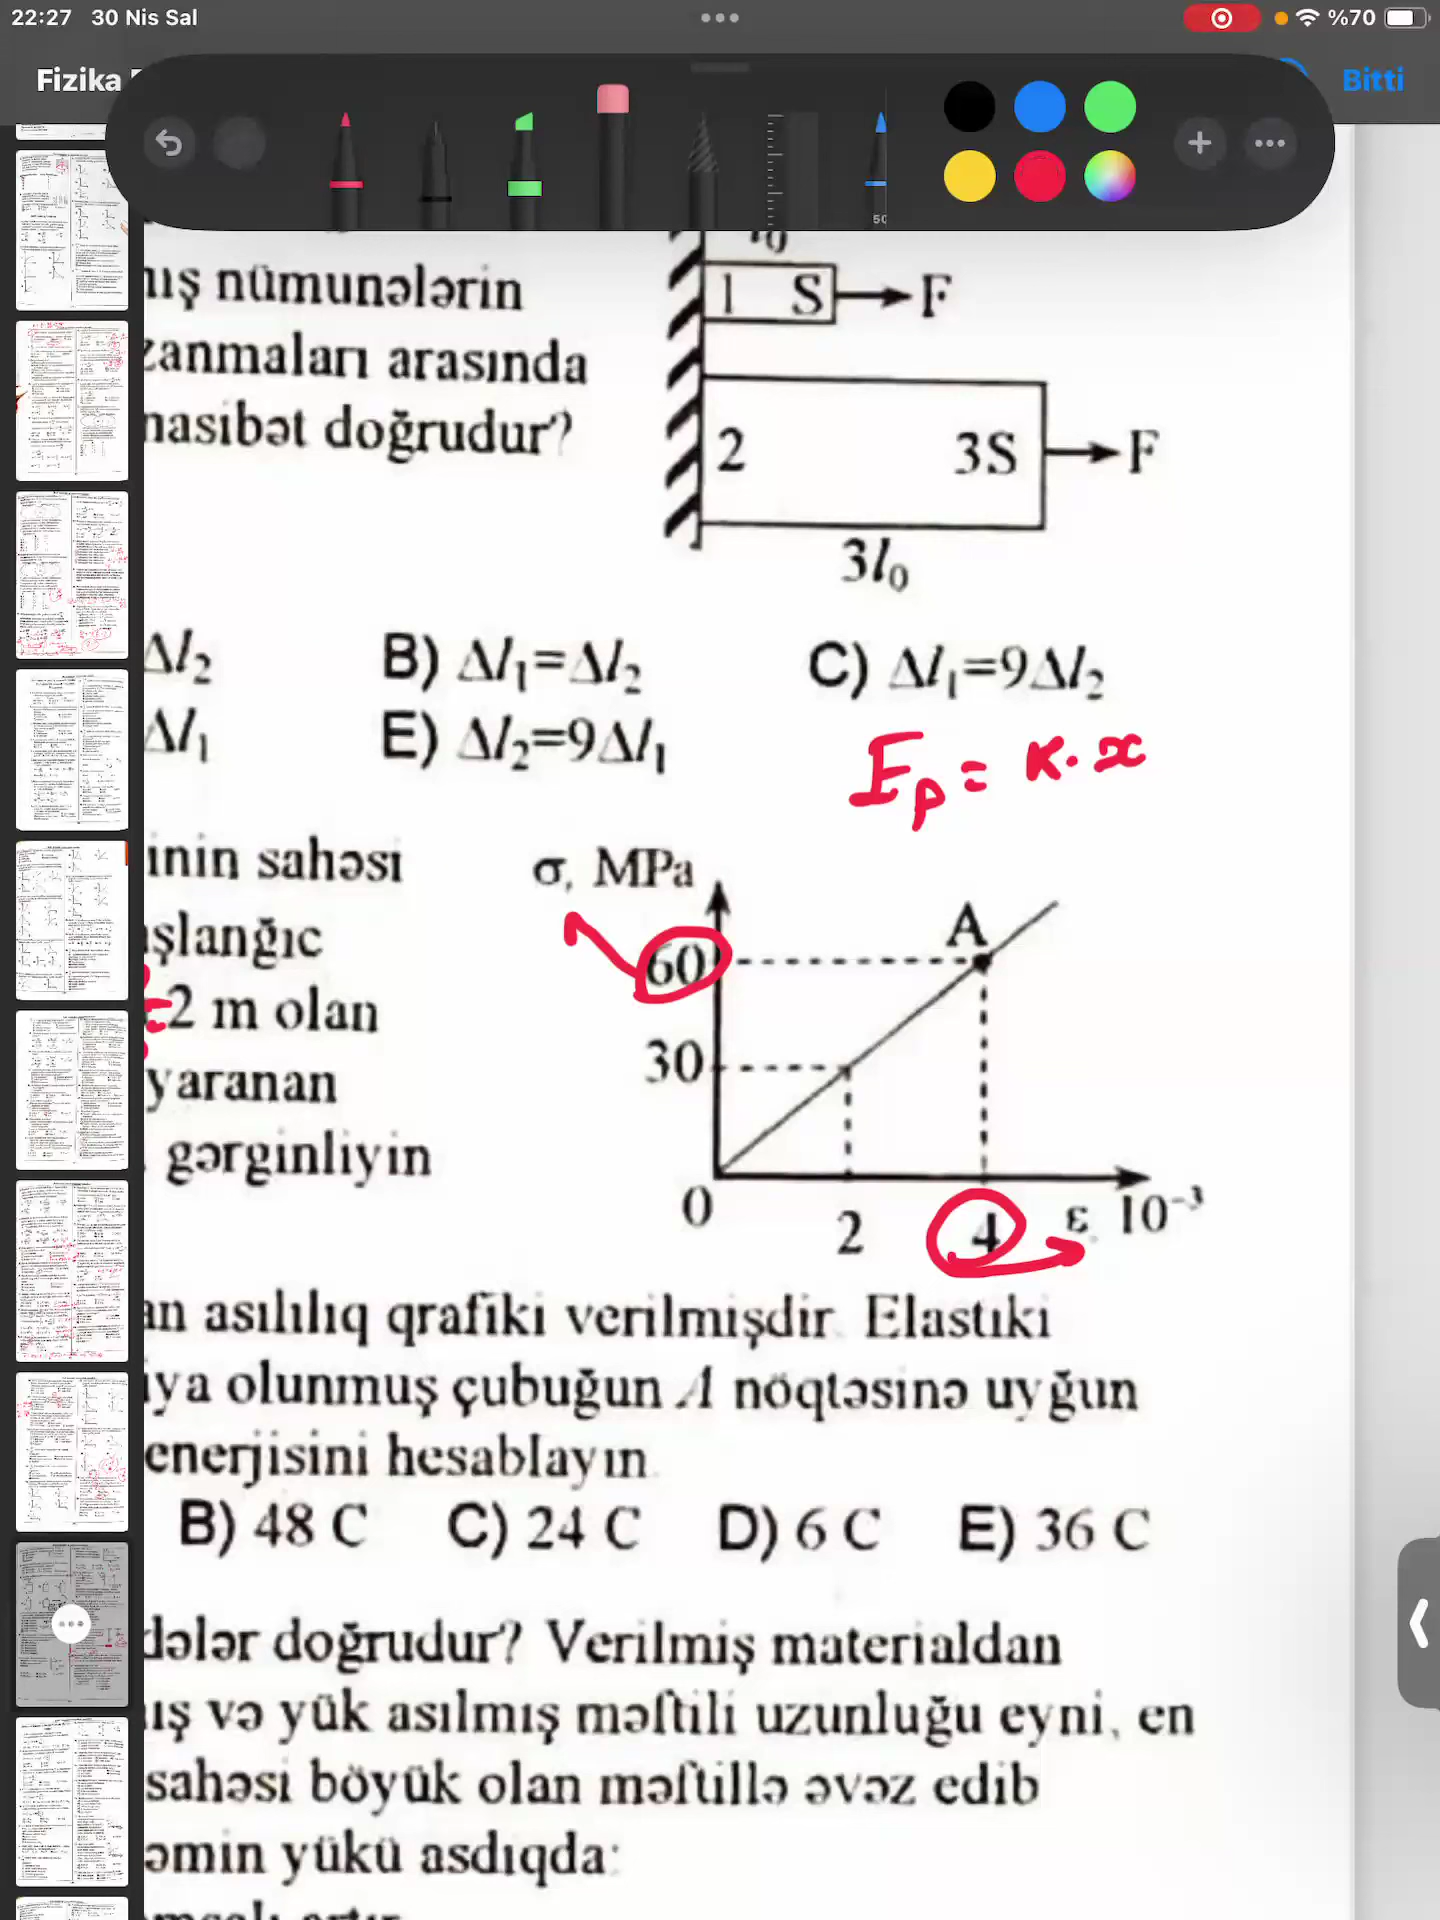 22:27 30 Nis Sal
%70
Fizika
Bitti
50
nış nümunələrin
zanmaları arasında
nasibət doğrudur?
1 S F
2 3S F
3l₀
Δl₂ B) Δl₁=Δl₂ C) Δl₁=9Δl₂
Δl₁ E) Δl₂=9Δl₁
Fp = K·x
inin sahəsi
şlanğıc
2 m olan
yaranan
gərginliyin
σ, MPa
60
A
30
0 2 4 ε, 10⁻³
an asılılıq qrafiki verilmişdir. Elastiki
iya olunmuş çubuğun A nöqtəsinə uyğun
enerjisini hesablayın
B) 48 C C) 24 C D) 6 C E) 36 C
dələr doğrudur? Verilmiş materialdan
ış və yük asılmış məftili uzunluğu eyni, en
sahəsi böyük olan məftillə əvəz edib
əmin yükü asdıqda: